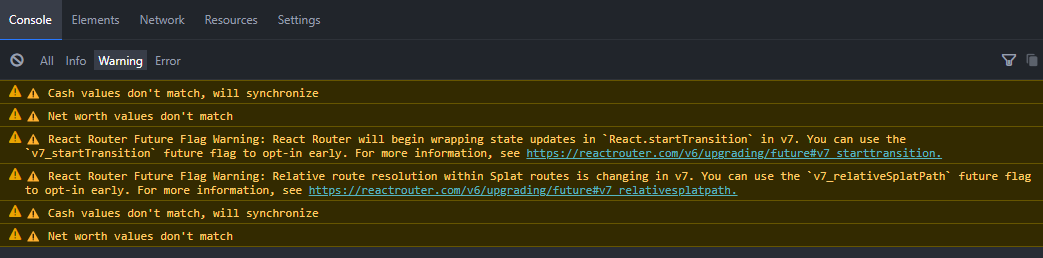 Console Elements Network Resources Settings
All Info Warning Error
Cash values don't match, will synchronize
Net worth values don't match
React Router Future Flag Warning: React Router will begin wrapping state updates in `React.startTransition` in v7. You can use the
`v7_startTransition` future flag to opt-in early. For more information, see https://reactrouter.com/v6/upgrading/future#v7_starttransition.
React Router Future Flag Warning: Relative route resolution within Splat routes is changing in v7. You can use the `v7_relativeSplatPath` future flag
to opt-in early. For more information, see https://reactrouter.com/v6/upgrading/future#v7_relativesplatpath.
Cash values don't match, will synchronize
Net worth values don't match